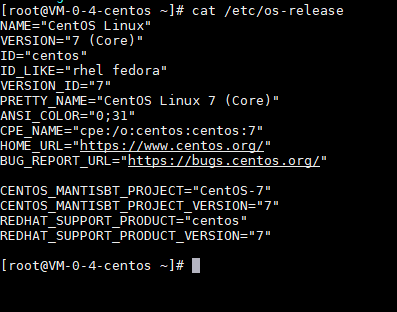 [root@VM-0-4-centos ~]# cat /etc/os-release
NAME="CentOS Linux"
VERSION="7 (Core)"
ID="centos"
ID_LIKE="rhel fedora"
VERSION_ID="7"
PRETTY_NAME="CentOS Linux 7 (Core)"
ANSI_COLOR="0;31"
CPE_NAME="cpe:/o:centos:centos:7"
HOME_URL="https://www.centos.org/"
BUG_REPORT_URL="https://bugs.centos.org/"

CENTOS_MANTISBT_PROJECT="CentOS-7"
CENTOS_MANTISBT_PROJECT_VERSION="7"
REDHAT_SUPPORT_PRODUCT="centos"
REDHAT_SUPPORT_PRODUCT_VERSION="7"

[root@VM-0-4-centos ~]#